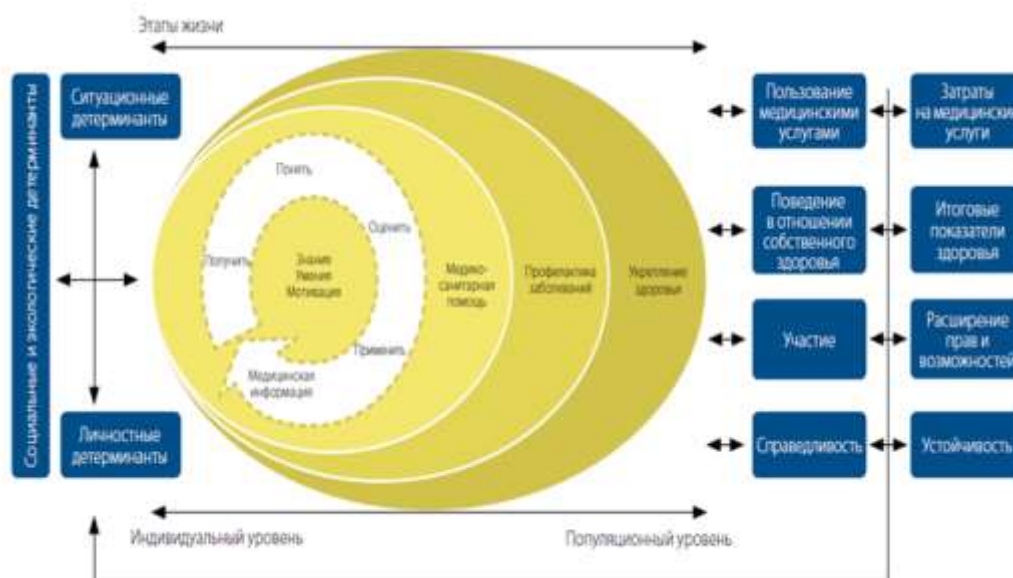 Этапы жизни
Социальные и экологические детерминанты
Ситуационные
детерминанты
Личностные
детерминанты
Понять
Оценить
Получить
Знание
Умения
Мотивация
Применить
Медицинская
информация
Медико-
санитарная
помощь
Профилактика
заболеваний
Укрепление
здоровья
Пользование
медицинскими
услугами
Затраты
на медицински
услуги
Поведение
в отношении
собственного
здоровья
Итоговые
показатели
здоровья
Участие
Расширение
прав и
возможностей
Справедливость
Устойчивость
Индивидуальный уровень
Популяционный уровень